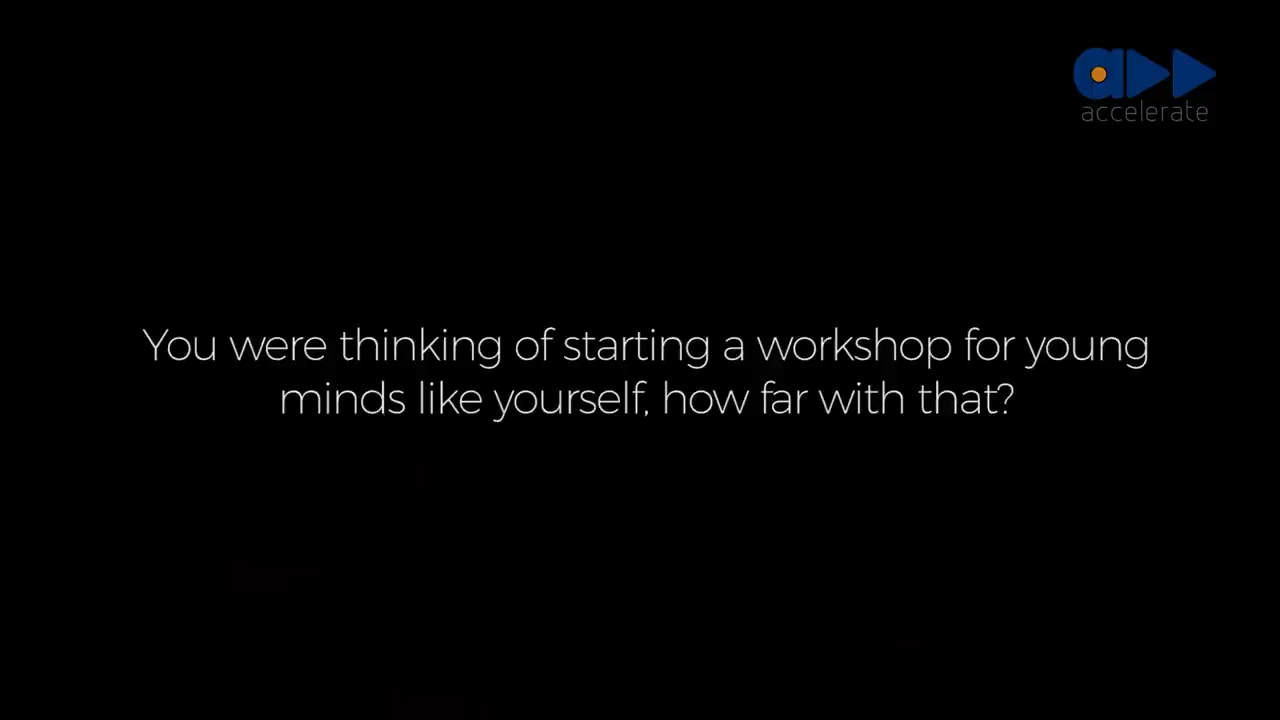 accelerate
You were thinking of starting a workshop for young
minds like yourself, how far with that?